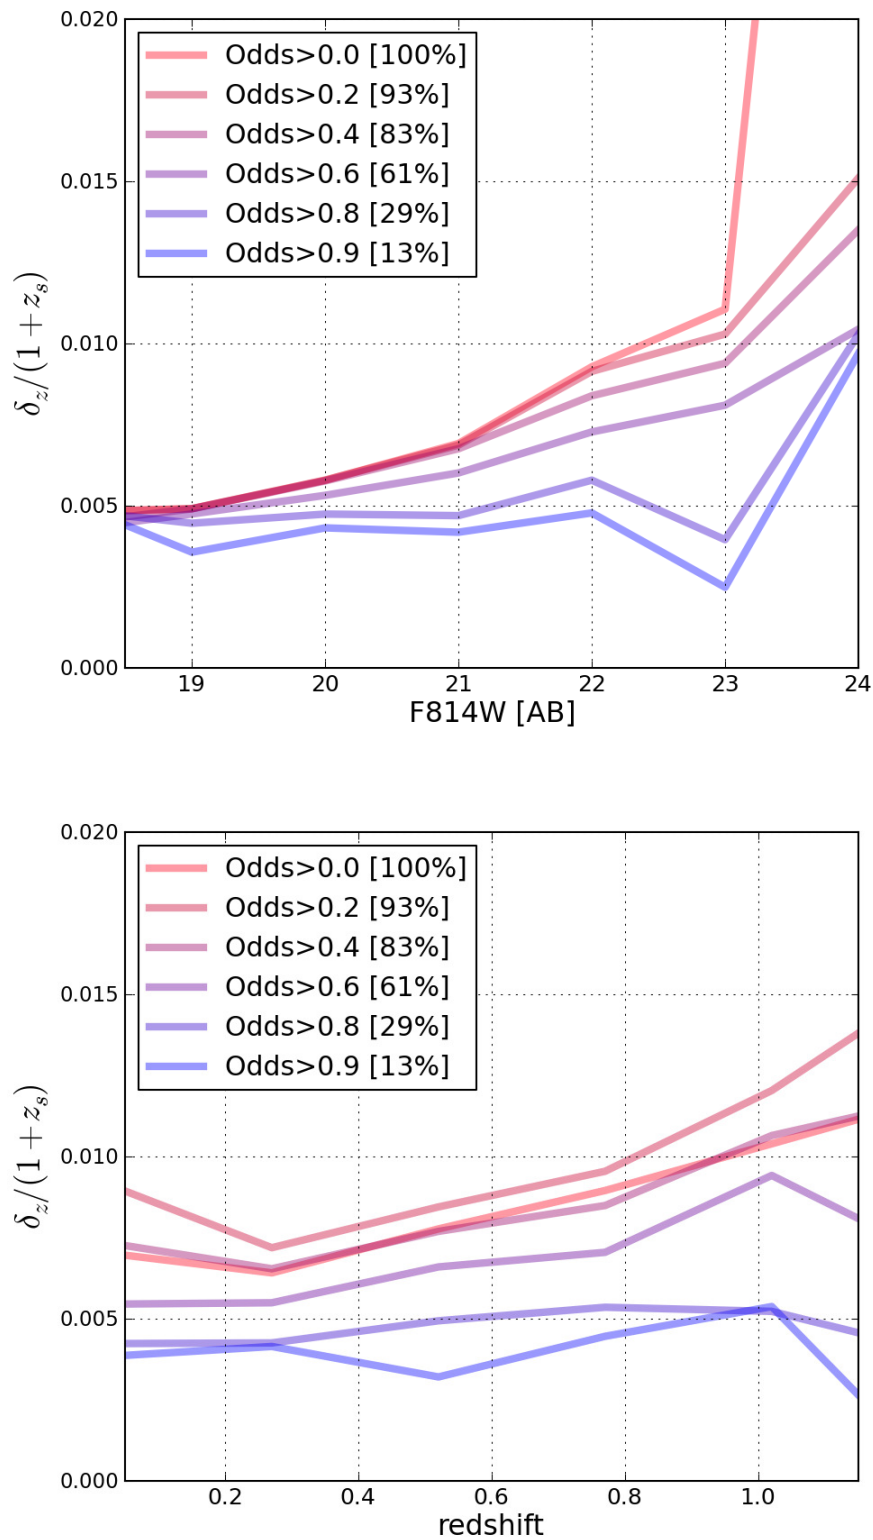 0.020
0.015
0.010
0.005
0.000
δz/(1+zs)
Odds>0.0 [100%]
Odds>0.2 [93%]
Odds>0.4 [83%]
Odds>0.6 [61%]
Odds>0.8 [29%]
Odds>0.9 [13%]
19 20 21 22 23 24
F814W [AB]
0.020
0.015
0.010
0.005
0.000
δz/(1+zs)
Odds>0.0 [100%]
Odds>0.2 [93%]
Odds>0.4 [83%]
Odds>0.6 [61%]
Odds>0.8 [29%]
Odds>0.9 [13%]
0.2 0.4 0.6 0.8 1.0
redshift